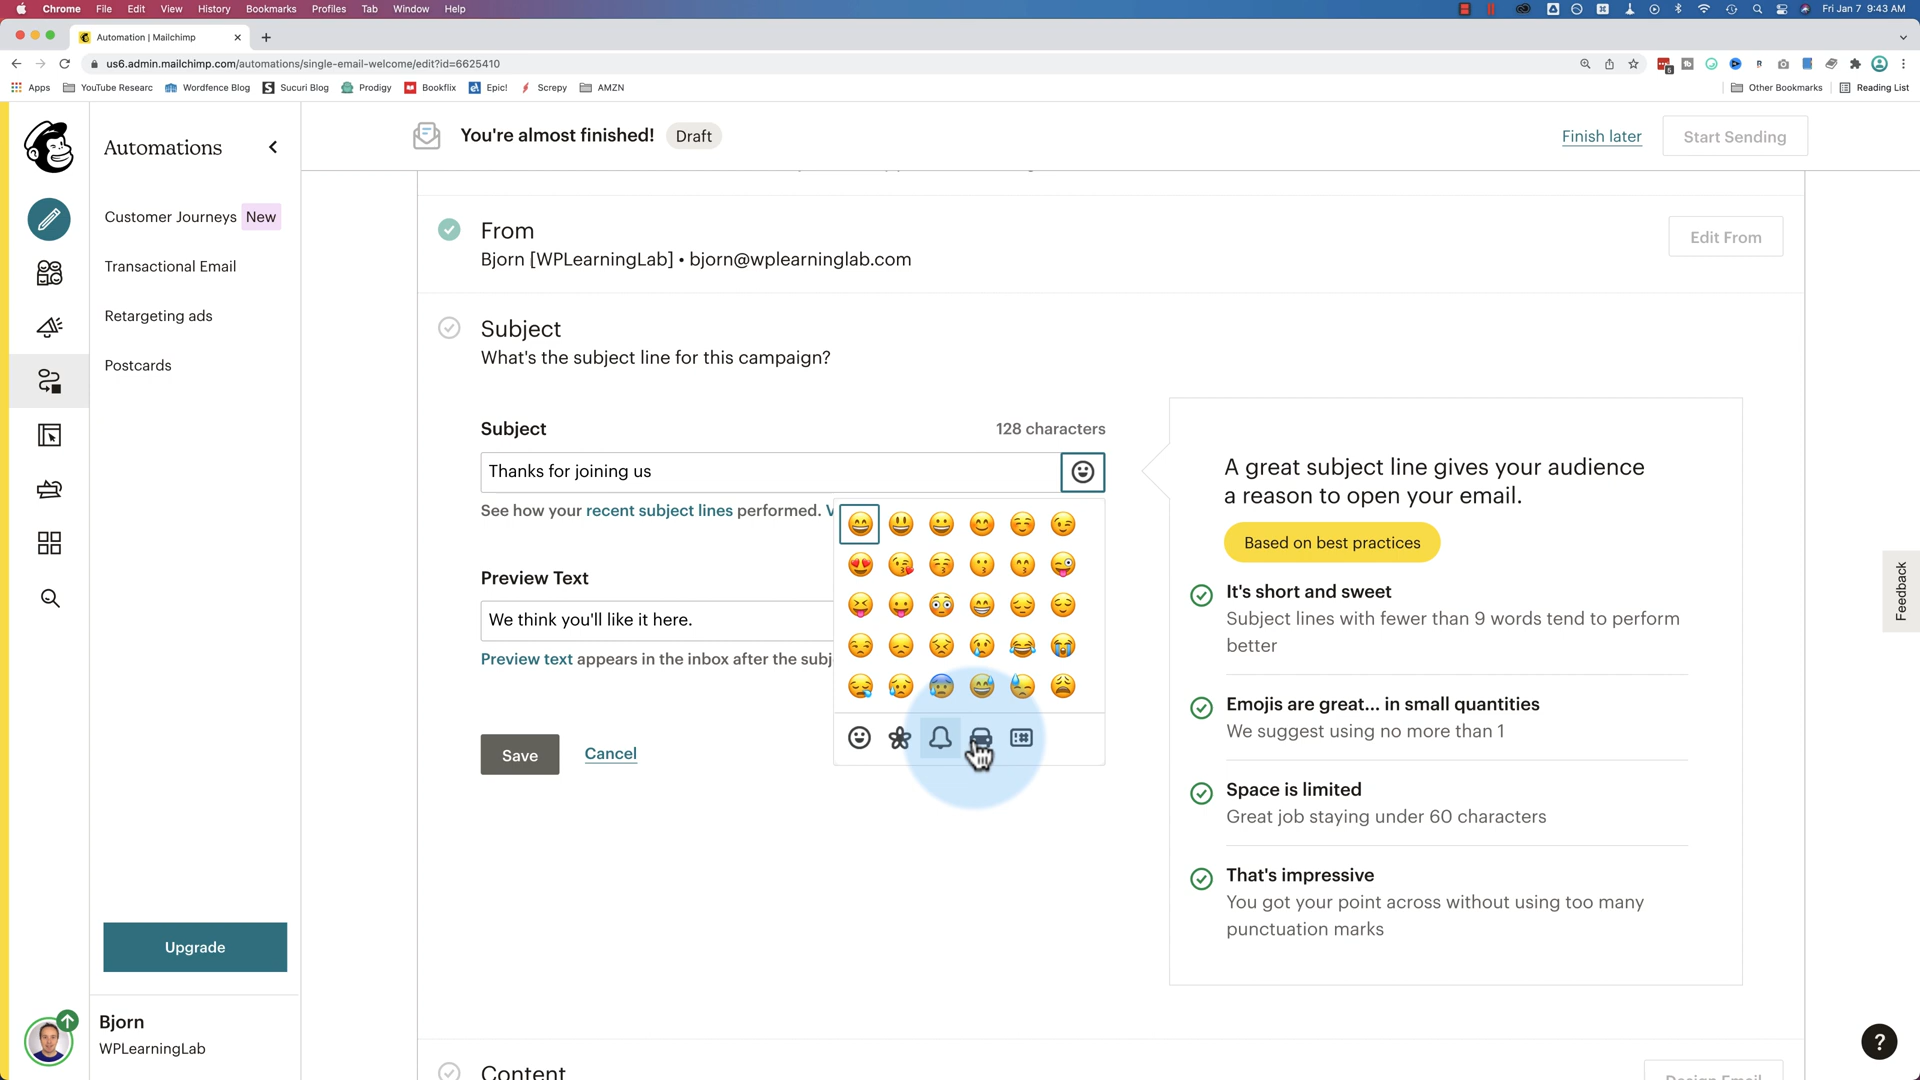 Chrome File Edit View History Bookmarks Profiles Tab Window Help
Fri Jan 7 9:43 AM
Automation | Mailchimp
us6.admin.mailchimp.com/automations/single-email-welcome/edit?id=6625410
Apps YouTube Researc Wordfence Blog Sucuri Blog Prodigy Bookflix Epic! Screpy AMZN Other Bookmarks Reading List
Automations
You're almost finished! Draft
Finish later Start Sending
Customer Journeys New
Transactional Email
Retargeting ads
Postcards
From
Bjorn [WPLearningLab] • bjorn@wplearninglab.com
Edit From
Subject
What's the subject line for this campaign?
Subject 128 characters
Thanks for joining us
See how your recent subject lines performed. V
Preview Text
We think you'll like it here.
Preview text appears in the inbox after the subj
Save Cancel
A great subject line gives your audience
a reason to open your email.
Based on best practices
It's short and sweet
Subject lines with fewer than 9 words tend to perform
better
Emojis are great... in small quantities
We suggest using no more than 1
Space is limited
Great job staying under 60 characters
That's impressive
You got your point across without using too many
punctuation marks
Feedback
Upgrade
Bjorn
WPLearningLab
Content
Design Email
?